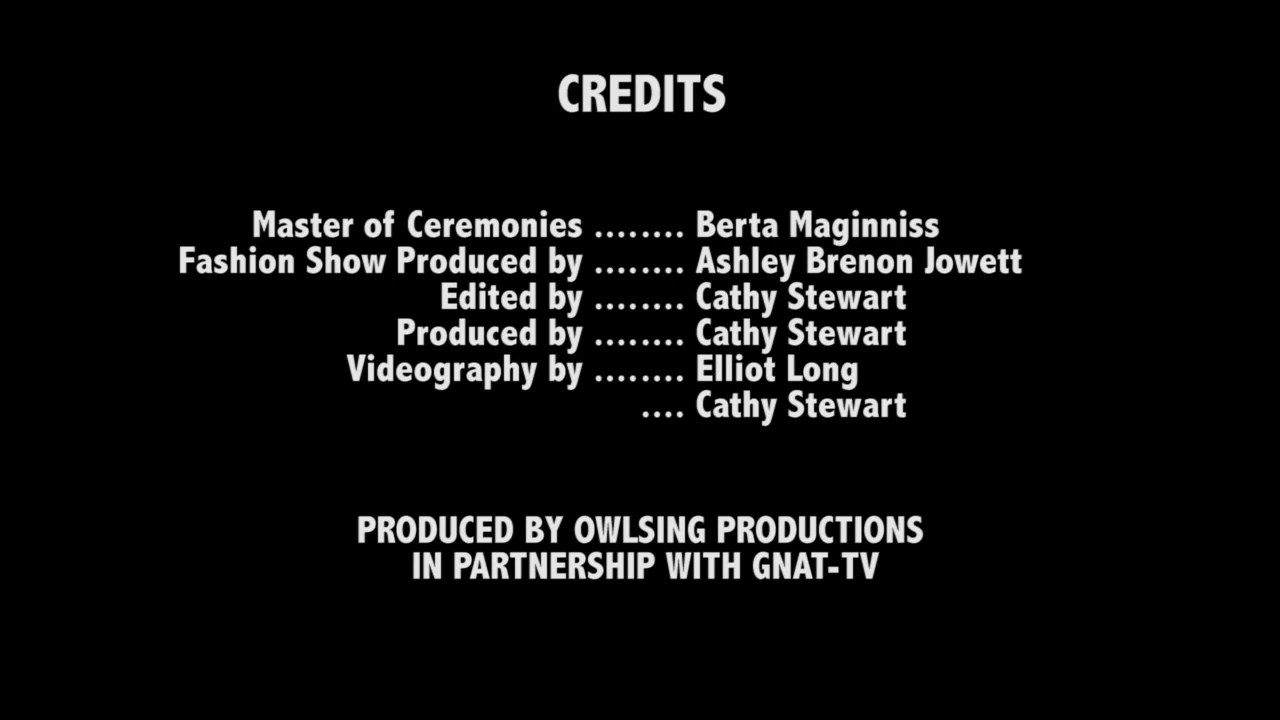 CREDITS
Master of Ceremonies ........ Berta Maginniss
Fashion Show Produced by ........ Ashley Brenon Jowett
Edited by ........ Cathy Stewart
Produced by ........ Cathy Stewart
Videography by ........ Elliot Long
.... Cathy Stewart
PRODUCED BY OWLSING PRODUCTIONS
IN PARTNERSHIP WITH GNAT-TV